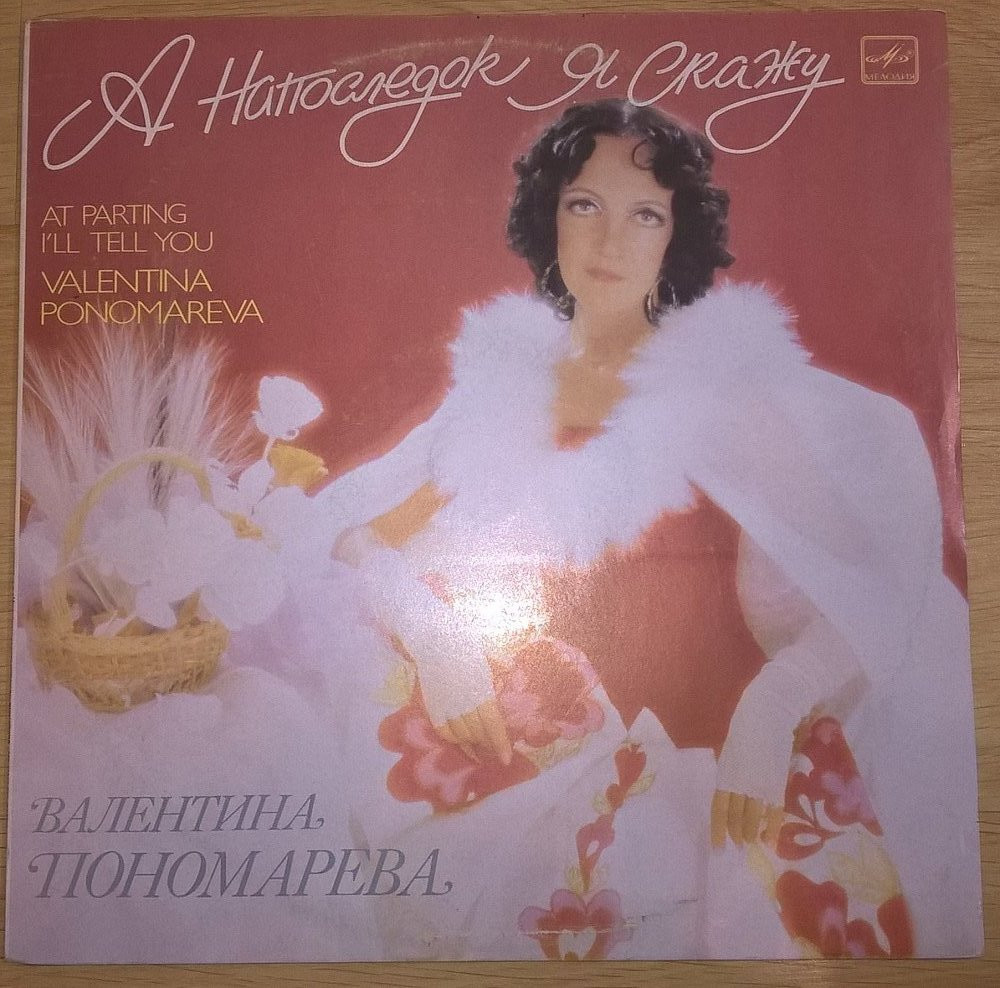 А Напоследок Я Скажу
МЕЛОДИЯ
AT PARTING
I'LL TELL YOU
VALENTINA
PONOMAREVA
ВАЛЕНТИНА
ПОНОМАРЕВА